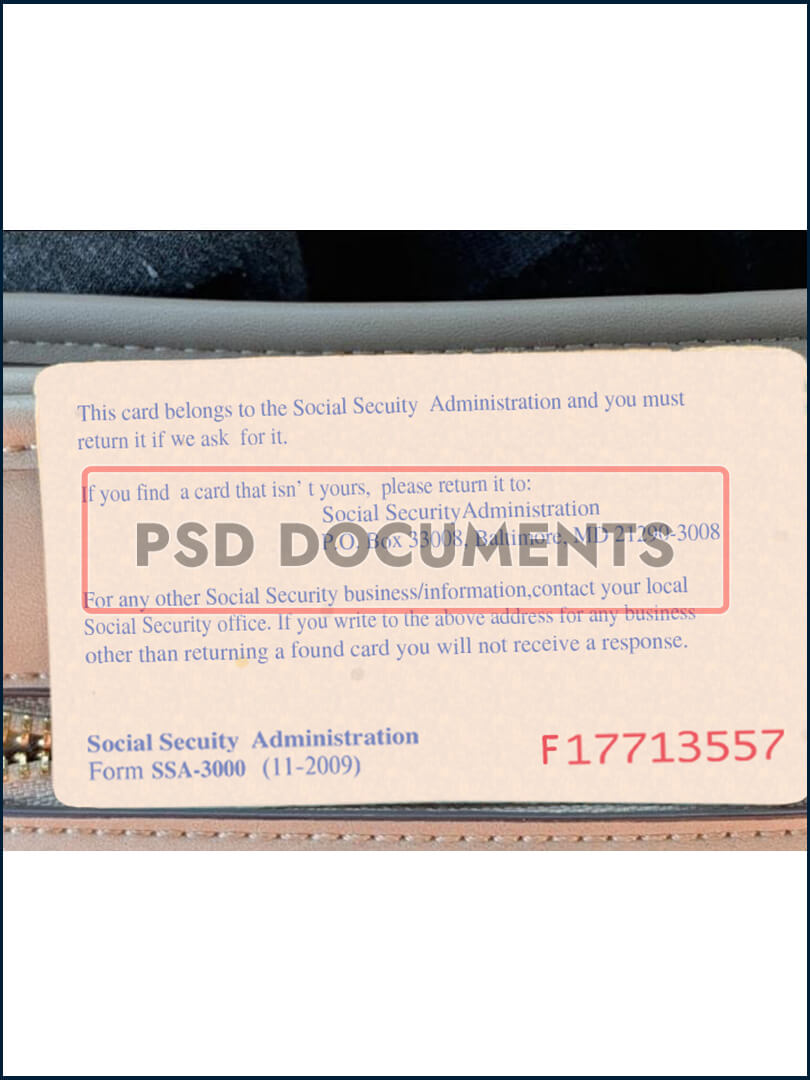 This card belongs to the Social Secuity Administration and you must
return it if we ask for it.
If you find a card that isn’ t yours, please return it to:
Social SecurityAdministration
P.O. Box 33008, Baltimore, MD 21290-3008
PSD DOCUMENTS
For any other Social Security business/information,contact your local
Social Security office. If you write to the above address for any business
other than returning a found card you will not receive a response.
Social Secuity Administration
Form SSA-3000 (11-2009)
F17713557